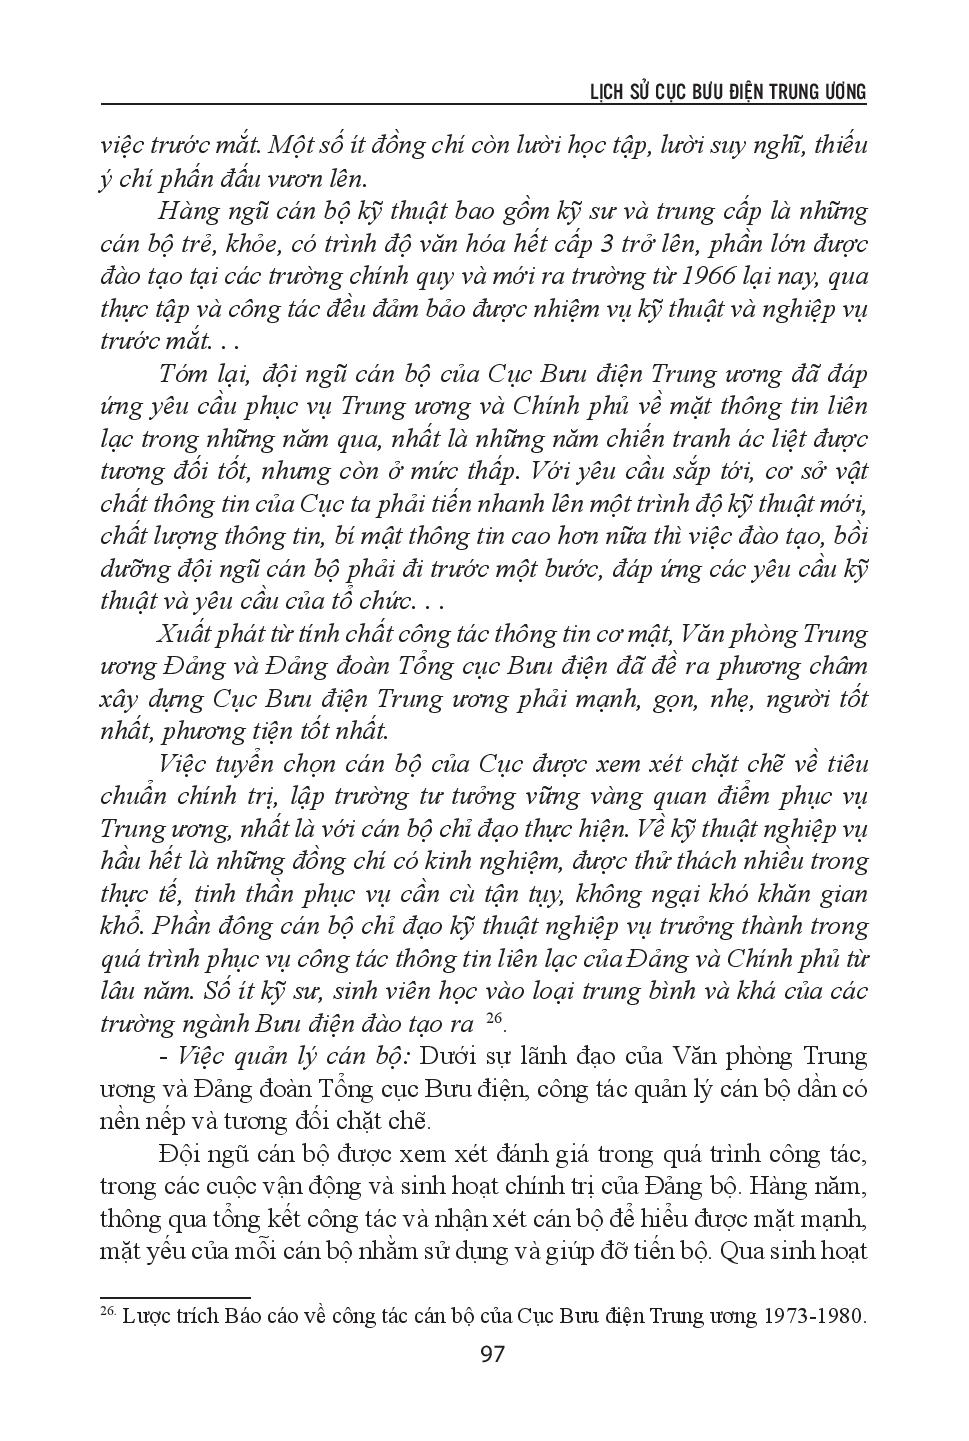 LỊCH SỬ CỤC BƯU ĐIỆN TRUNG ƯƠNG
việc trước mắt. Một số ít đồng chí còn lười học tập, lười suy nghĩ, thiếu
ý chí phấn đấu vươn lên.
Hàng ngũ cán bộ kỹ thuật bao gồm kỹ sư và trung cấp là những
cán bộ trẻ, khỏe, có trình độ văn hóa hết cấp 3 trở lên, phần lớn được
đào tạo tại các trường chính quy và mới ra trường từ 1966 lại nay, qua
thực tập và công tác đều đảm bảo được nhiệm vụ kỹ thuật và nghiệp vụ
trước mắt. . .
Tóm lại, đội ngũ cán bộ của Cục Bưu điện Trung ương đã đáp
ứng yêu cầu phục vụ Trung ương và Chính phủ về mặt thông tin liên
lạc trong những năm qua, nhất là những năm chiến tranh ác liệt được
tương đối tốt, nhưng còn ở mức thấp. Với yêu cầu sắp tới, cơ sở vật
chất thông tin của Cục ta phải tiến nhanh lên một trình độ kỹ thuật mới,
chất lượng thông tin, bí mật thông tin cao hơn nữa thì việc đào tạo, bồi
dưỡng đội ngũ cán bộ phải đi trước một bước, đáp ứng các yêu cầu kỹ
thuật và yêu cầu của tổ chức. . .
Xuất phát từ tính chất công tác thông tin cơ mật, Văn phòng Trung
ương Đảng và Đảng đoàn Tổng cục Bưu điện đã đề ra phương châm
xây dựng Cục Bưu điện Trung ương phải mạnh, gọn, nhẹ, người tốt
nhất, phương tiện tốt nhất.
Việc tuyển chọn cán bộ của Cục được xem xét chặt chẽ về tiêu
chuẩn chính trị, lập trường tư tưởng vững vàng quan điểm phục vụ
Trung ương, nhất là với cán bộ chỉ đạo thực hiện. Về kỹ thuật nghiệp vụ
hầu hết là những đồng chí có kinh nghiệm, được thử thách nhiều trong
thực tế, tinh thần phục vụ cần cù tận tụy, không ngại khó khăn gian
khổ. Phần đông cán bộ chỉ đạo kỹ thuật nghiệp vụ trưởng thành trong
quá trình phục vụ công tác thông tin liên lạc của Đảng và Chính phủ từ
lâu năm. Số ít kỹ sư, sinh viên học vào loại trung bình và khá của các
trường ngành Bưu điện đào tạo ra 26.
- Việc quản lý cán bộ: Dưới sự lãnh đạo của Văn phòng Trung
ương và Đảng đoàn Tổng cục Bưu điện, công tác quản lý cán bộ dần có
nền nếp và tương đối chặt chẽ.
Đội ngũ cán bộ được xem xét đánh giá trong quá trình công tác,
trong các cuộc vận động và sinh hoạt chính trị của Đảng bộ. Hàng năm,
thông qua tổng kết công tác và nhận xét cán bộ để hiểu được mặt mạnh,
mặt yếu của mỗi cán bộ nhằm sử dụng và giúp đỡ tiến bộ. Qua sinh hoạt
26. Lược trích Báo cáo về công tác cán bộ của Cục Bưu điện Trung ương 1973-1980.
97